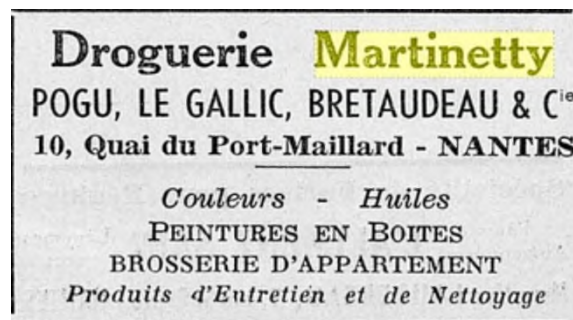 Droguerie Martinetty
POGU, LE GALLIC, BRETAUDEAU & Cie
10, Quai du Port-Maillard - NANTES
Couleurs - Huiles
PEINTURES EN BOITES
BROSSERIE D'APPARTEMENT
Produits d'Entretien et de Nettoyage